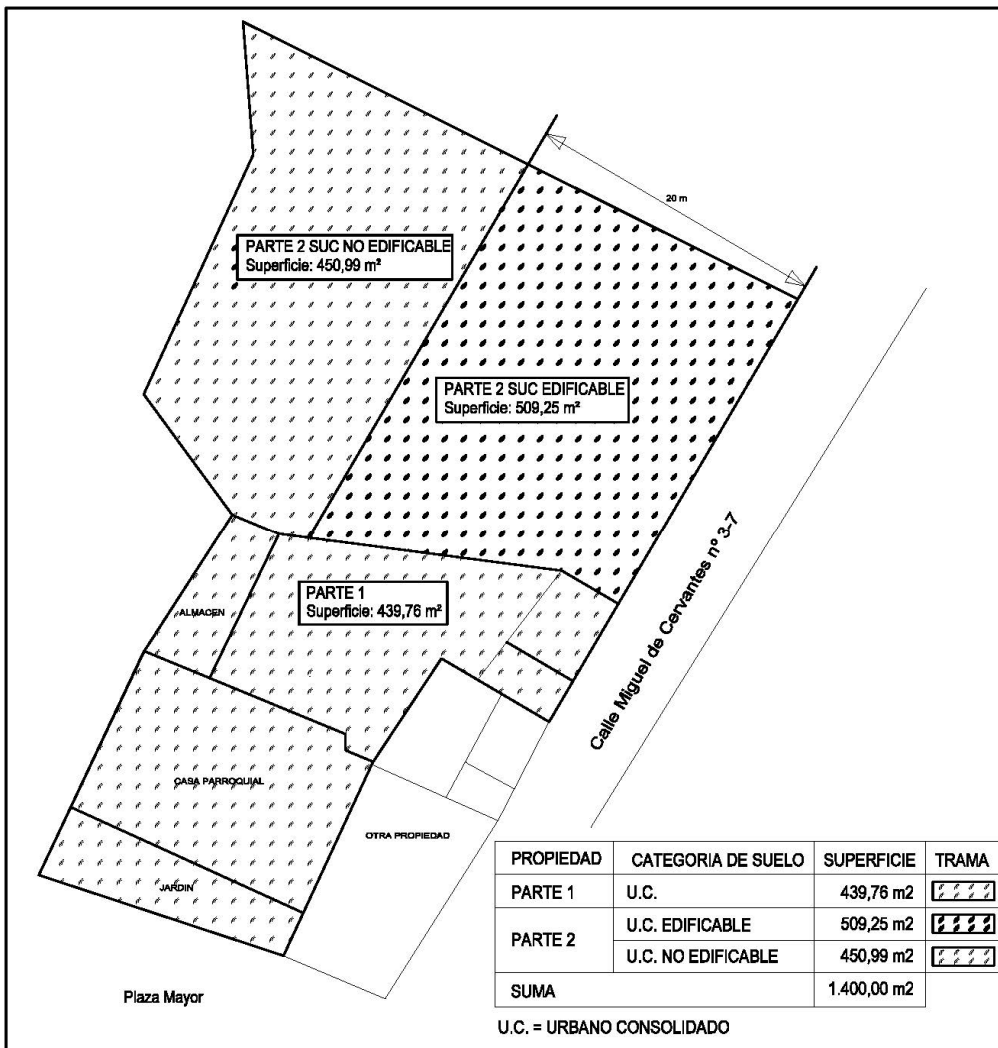 20 m
PARTE 2 SUC NO EDIFICABLE
Superficie: 450,99 m²
PARTE 2 SUC EDIFICABLE
Superficie: 509,25 m²
PARTE 1
Superficie: 439,76 m²
ALMACEN
Calle Miguel de Cervantes nº 3-7
CASA PARROQUIAL
OTRA PROPIEDAD
JARDIN
Plaza Mayor
PROPIEDAD CATEGORIA DE SUELO SUPERFICIE TRAMA
PARTE 1 U.C. 439,76 m2
PARTE 2 U.C. EDIFICABLE 509,25 m2
U.C. NO EDIFICABLE 450,99 m2
SUMA 1.400,00 m2
U.C. = URBANO CONSOLIDADO